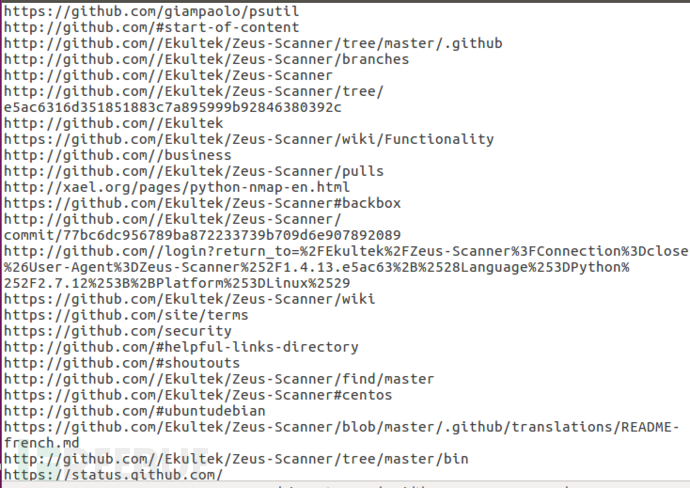 https://github.com/giampaolo/psutil
http://github.com/#start-of-content
http://github.com//Ekultek/Zeus-Scanner/tree/master/.github
http://github.com//Ekultek/Zeus-Scanner/branches
http://github.com//Ekultek/Zeus-Scanner
http://github.com//Ekultek/Zeus-Scanner/tree/
e5ac6316d351851883c7a895999b92846380392c
http://github.com//Ekultek
https://github.com/Ekultek/Zeus-Scanner/wiki/Functionality
http://github.com//business
http://github.com//Ekultek/Zeus-Scanner/pulls
http://xael.org/pages/python-nmap-en.html
https://github.com/Ekultek/Zeus-Scanner#backbox
http://github.com//Ekultek/Zeus-Scanner/
commit/77bc6dc956789ba872233739b709d6e907892089
http://github.com//login?return_to=%2FEkultek%2FZeus-Scanner%3FConnection%3Dclose
%26User-Agent%3DZeus-Scanner%252F1.4.13.e5ac63%2B%2528Language%253DPython%
252F2.7.12%253B%2BPlatform%253DLinux%2529
https://github.com/Ekultek/Zeus-Scanner/wiki
https://github.com/site/terms
https://github.com/security
http://github.com/#helpful-links-directory
http://github.com/#shoutouts
http://github.com//Ekultek/Zeus-Scanner/find/master
https://github.com/Ekultek/Zeus-Scanner#centos
http://github.com/#ubuntudebian
https://github.com/Ekultek/Zeus-Scanner/blob/master/.github/translations/README-
french.md
http://github.com//Ekultek/Zeus-Scanner/tree/master/bin
https://status.github.com/